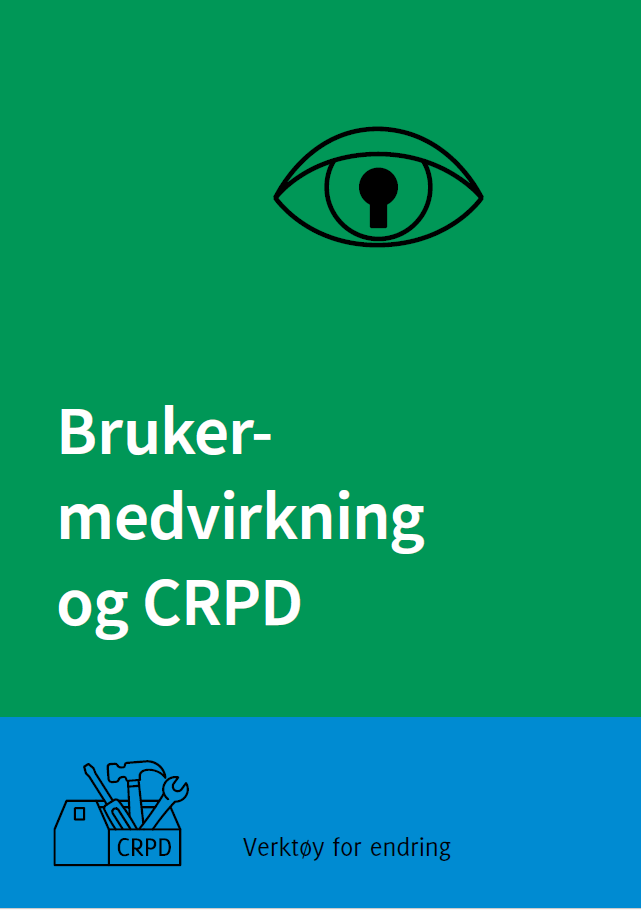 Bruker-
medvirkning
og CRPD
CRPD
Verktøy for endring